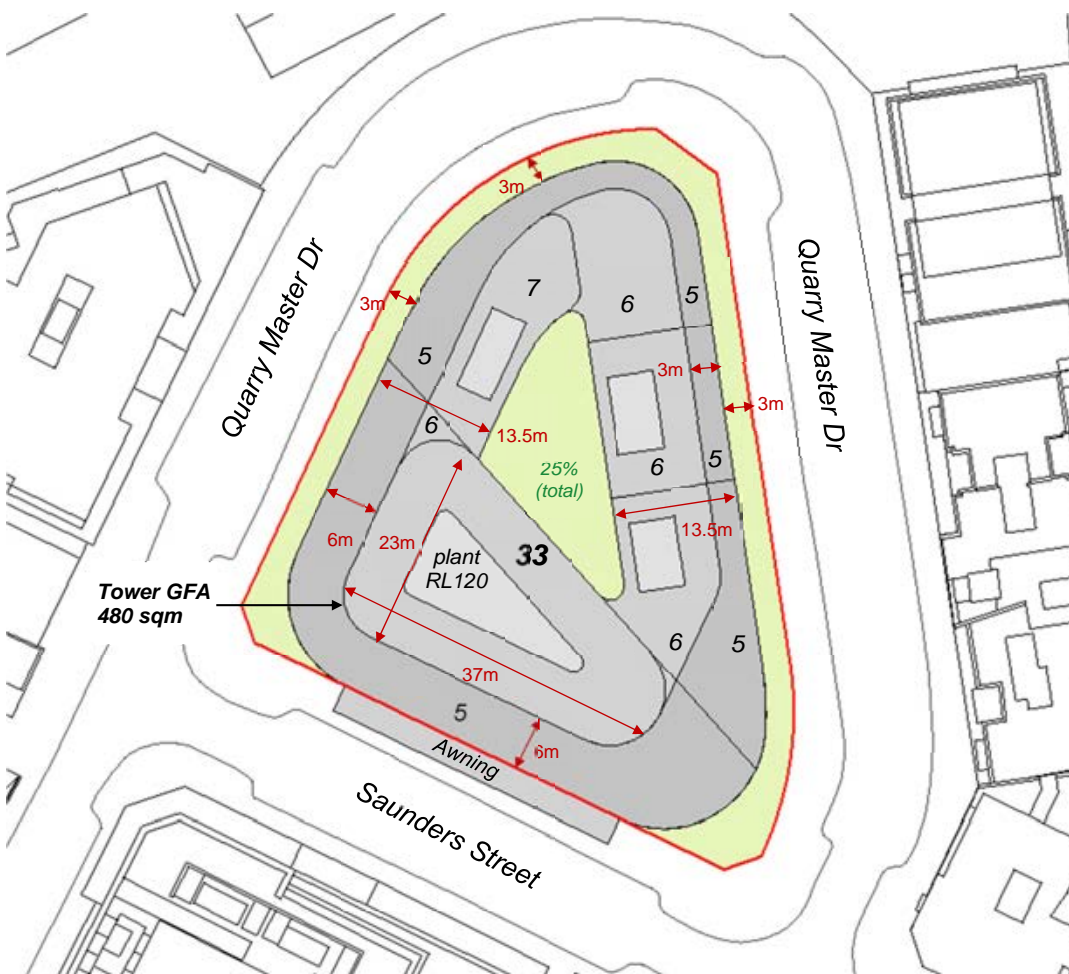 3m
Quarry Master Dr
7
6
5
Quarry Master Dr
3m
5
3m
3m
6
13.5m
25%
(total)
6
5
13.5m
6m
23m
33
plant
RL120
Tower GFA
480 sqm
6
5
37m
5
6m
Awning
Saunders Street